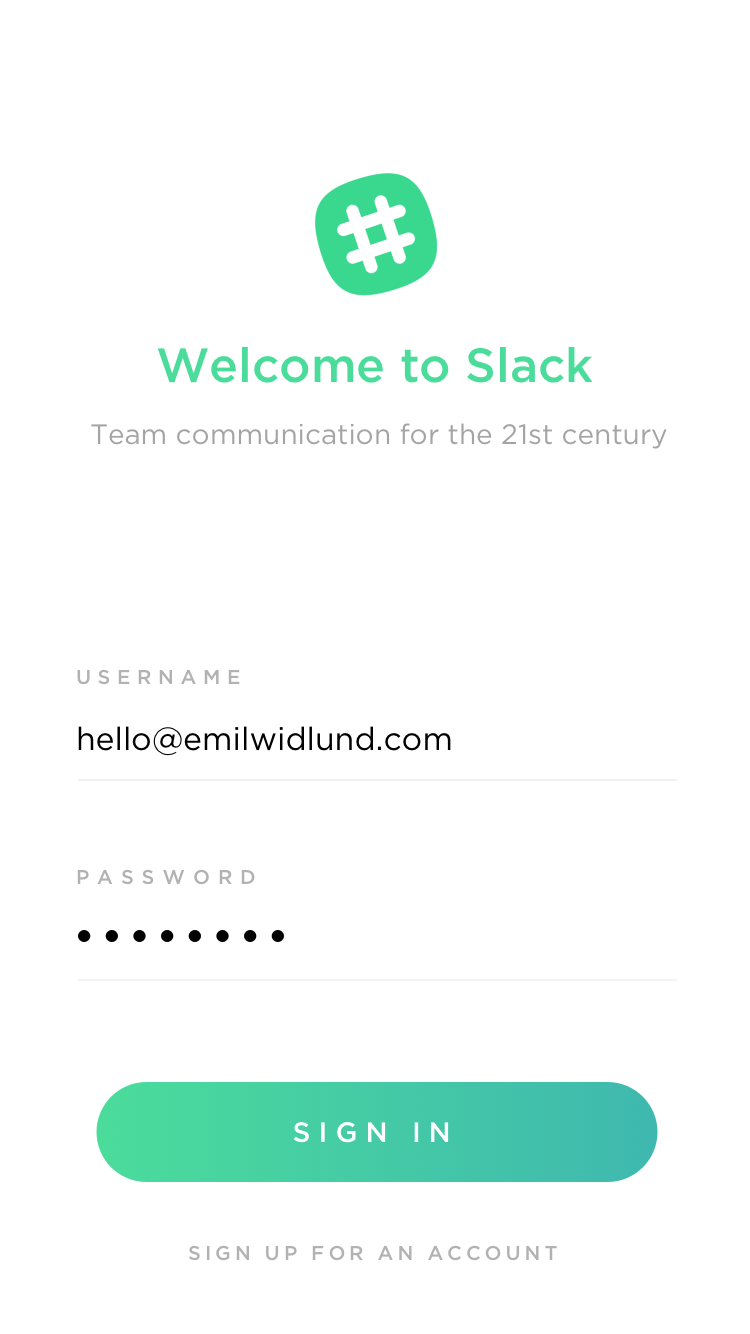 Welcome to Slack
Team communication for the 21st century
USERNAME
hello@emilwidlund.com
PASSWORD
••••••••
SIGN IN
SIGN UP FOR AN ACCOUNT